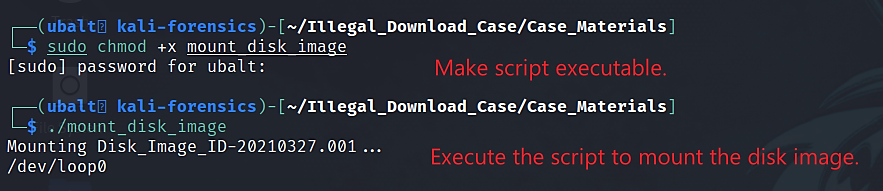 ┌──(ubalt㉿ kali-forensics)-[~/Illegal_Download_Case/Case_Materials]
└─$ sudo chmod +x mount_disk_image
[sudo] password for ubalt:
Make script executable.
┌──(ubalt㉿ kali-forensics)-[~/Illegal_Download_Case/Case_Materials]
└─$ ./mount_disk_image
Mounting Disk_Image_ID-20210327.001 ...
/dev/loop0
Execute the script to mount the disk image.